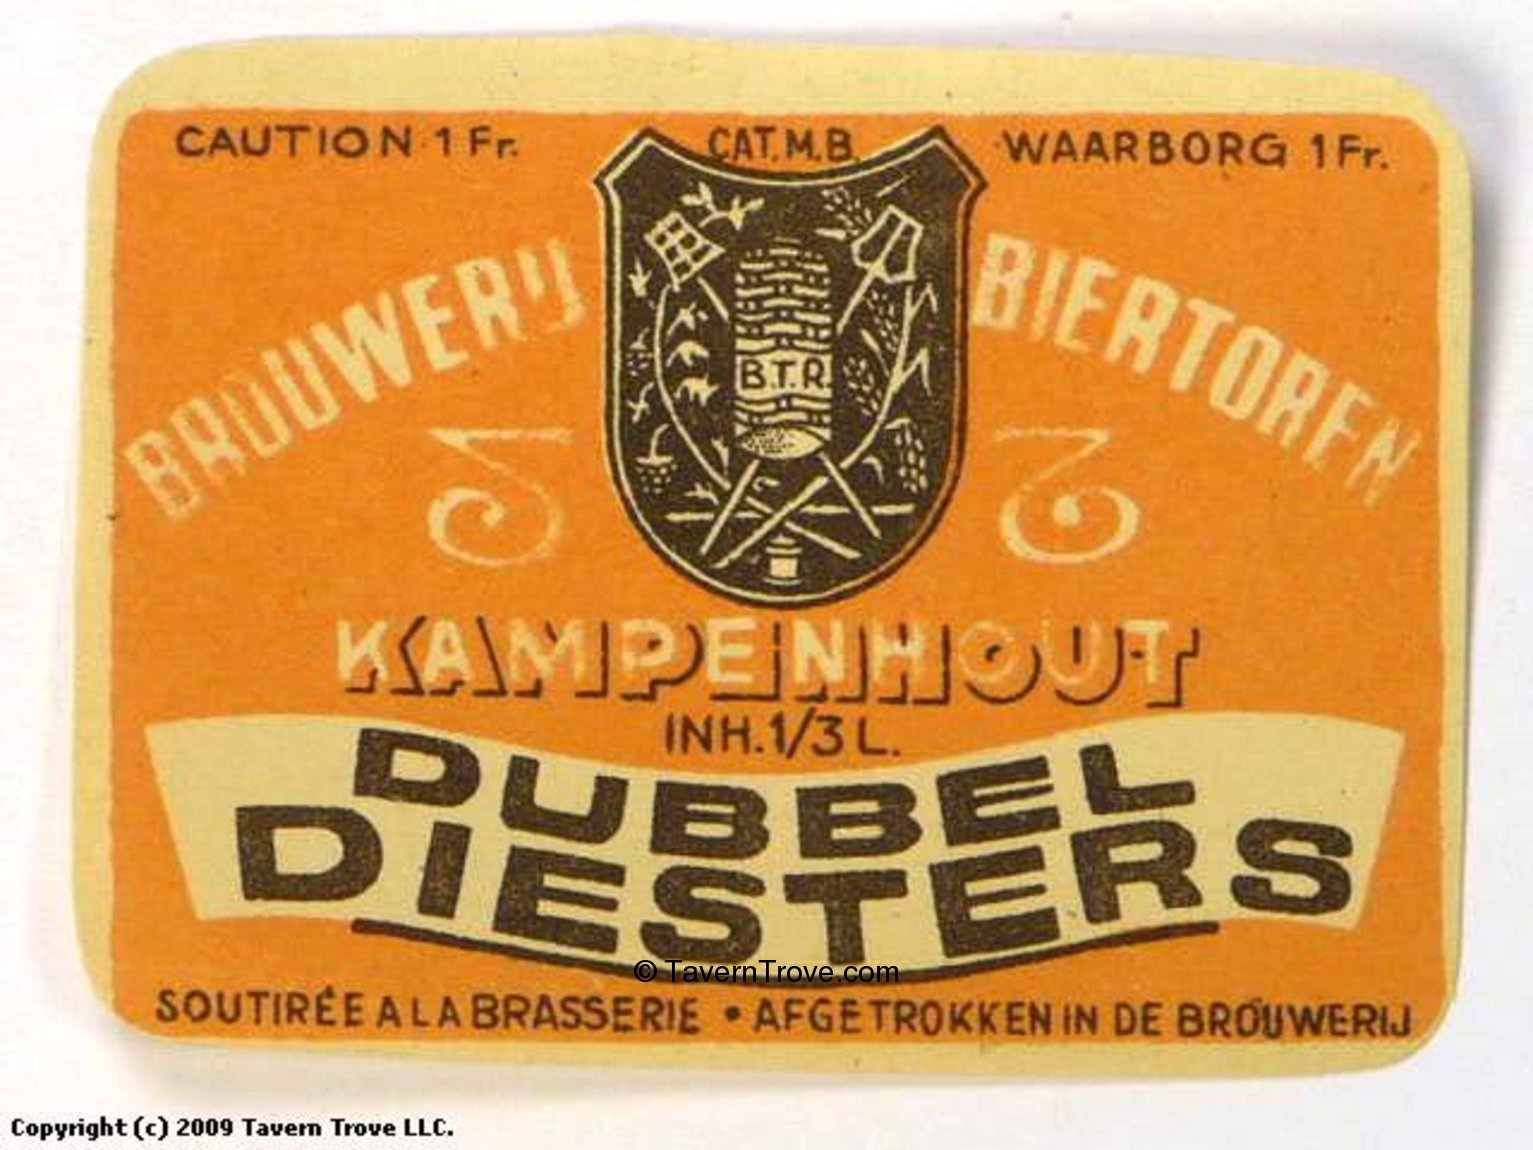 CAUTION 1 Fr.
CAT. M. B.
WAARBORG 1 Fr.
BROUWERIJ
BIERTOREN
B.T.R.
KAMPENHOUT
INH. 1/3 L.
DUBBEL
DIESTERS
© TavernTrove.com
SOUTIRÉE A LA BRASSERIE • AFGETROKKEN IN DE BROUWERIJ
Copyright (c) 2009 Tavern Trove LLC.